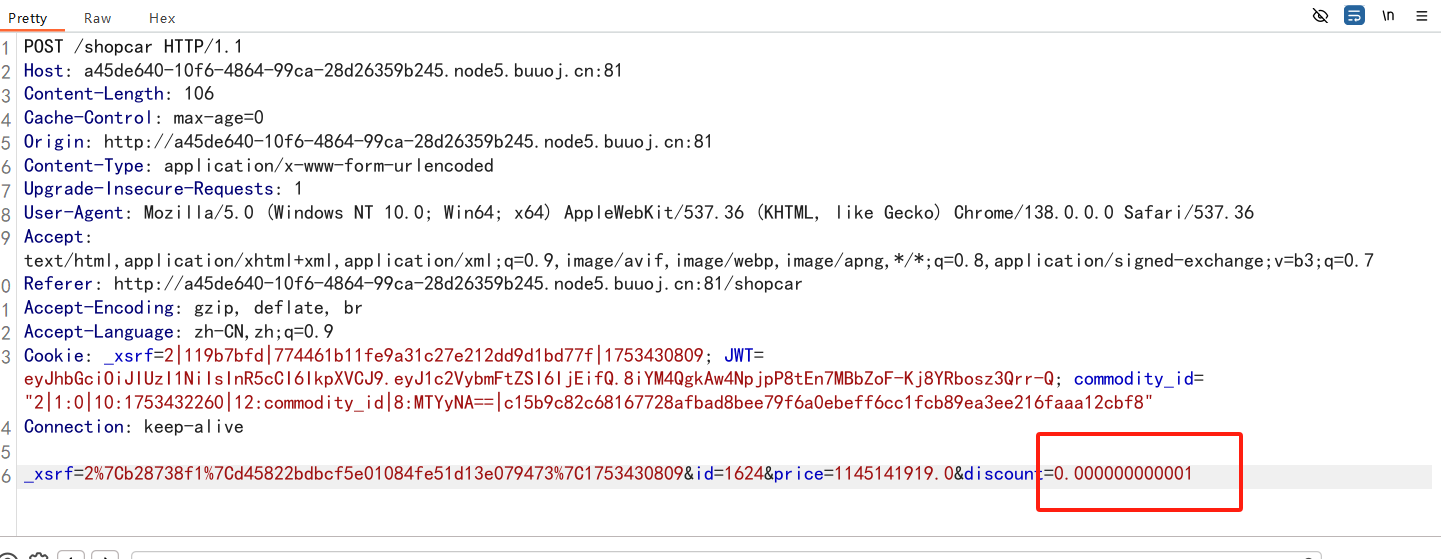 Pretty Raw Hex \n
1 POST /shopcar HTTP/1.1
2 Host: a45de640-10f6-4864-99ca-28d26359b245.node5.buuoj.cn:81
3 Content-Length: 106
4 Cache-Control: max-age=0
5 Origin: http://a45de640-10f6-4864-99ca-28d26359b245.node5.buuoj.cn:81
6 Content-Type: application/x-www-form-urlencoded
7 Upgrade-Insecure-Requests: 1
8 User-Agent: Mozilla/5.0 (Windows NT 10.0; Win64; x64) AppleWebKit/537.36 (KHTML, like Gecko) Chrome/138.0.0.0 Safari/537.36
9 Accept:
text/html,application/xhtml+xml,application/xml;q=0.9,image/avif,image/webp,image/apng,*/*;q=0.8,application/signed-exchange;v=b3;q=0.7
0 Referer: http://a45de640-10f6-4864-99ca-28d26359b245.node5.buuoj.cn:81/shopcar
1 Accept-Encoding: gzip, deflate, br
2 Accept-Language: zh-CN,zh;q=0.9
3 Cookie: _xsrf=2|119b7bfd|774461b11fe9a31c27e212dd9d1bd77f|1753430809; JWT=
eyJhbGciOiJIUzI1NiIsInR5cCI6IkpXVCJ9.eyJ1c2VybmFtZSI6IjEifQ.8iYM4QgkAw4NpjpP8tEn7MBbZoF-Kj8YRbosz3Qrr-Q; commodity_id=
"2|1:0|10:1753432260|12:commodity_id|8:MTYyNA==|c15b9c82c68167728afbad8bee79f6a0ebeff6cc1fcb89ea3ee216faaa12cbf8"
4 Connection: keep-alive
5
6 _xsrf=2%7Cb28738f1%7Cd45822bdbcf5e01084fe51d13e079473%7C1753430809&id=1624&price=1145141919.0&discount=0.000000000001